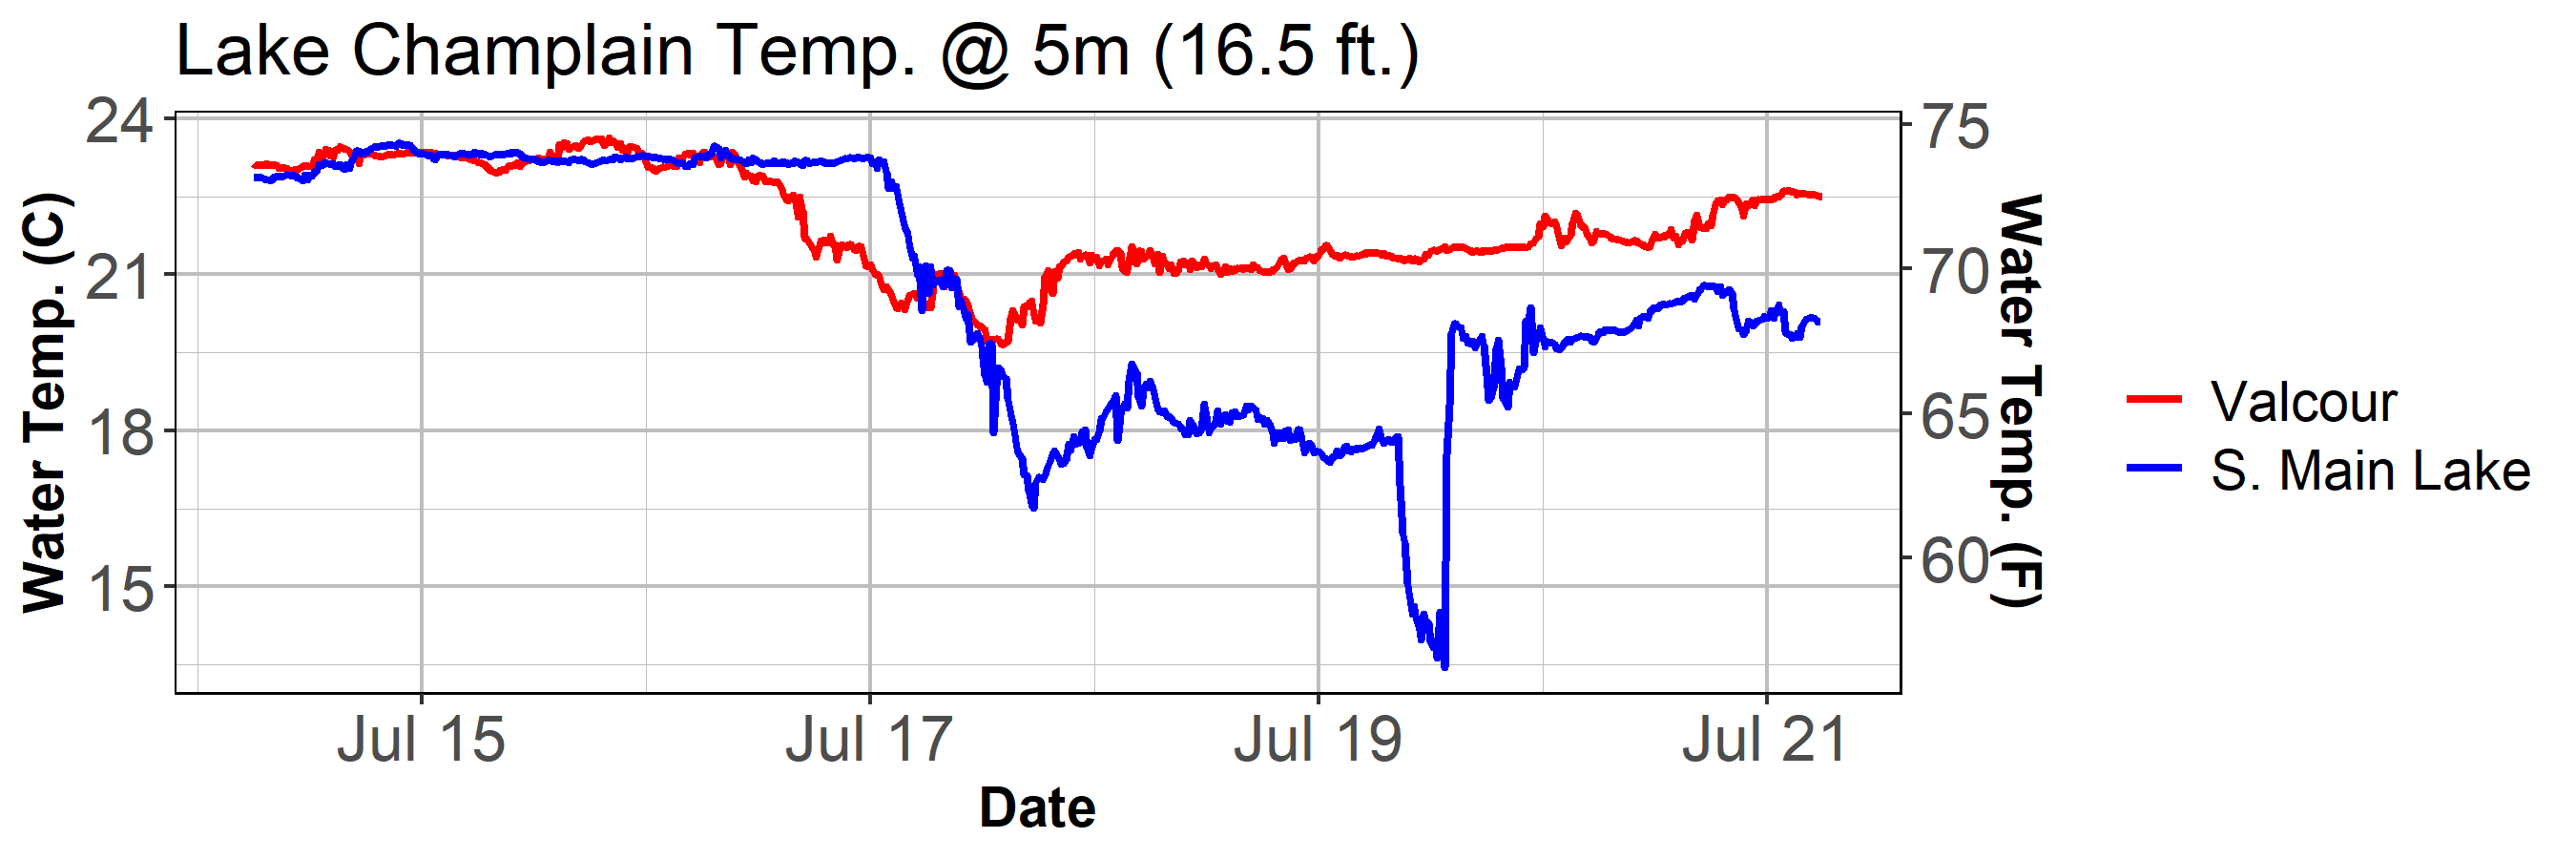 Lake Champlain Temp. @ 5m (16.5 ft.)
Water Temp. (C)
24
21
18
15
75
70
65
60
Water Temp. (F)
Jul 15
Jul 17
Jul 19
Jul 21
Date
Valcour
S. Main Lake